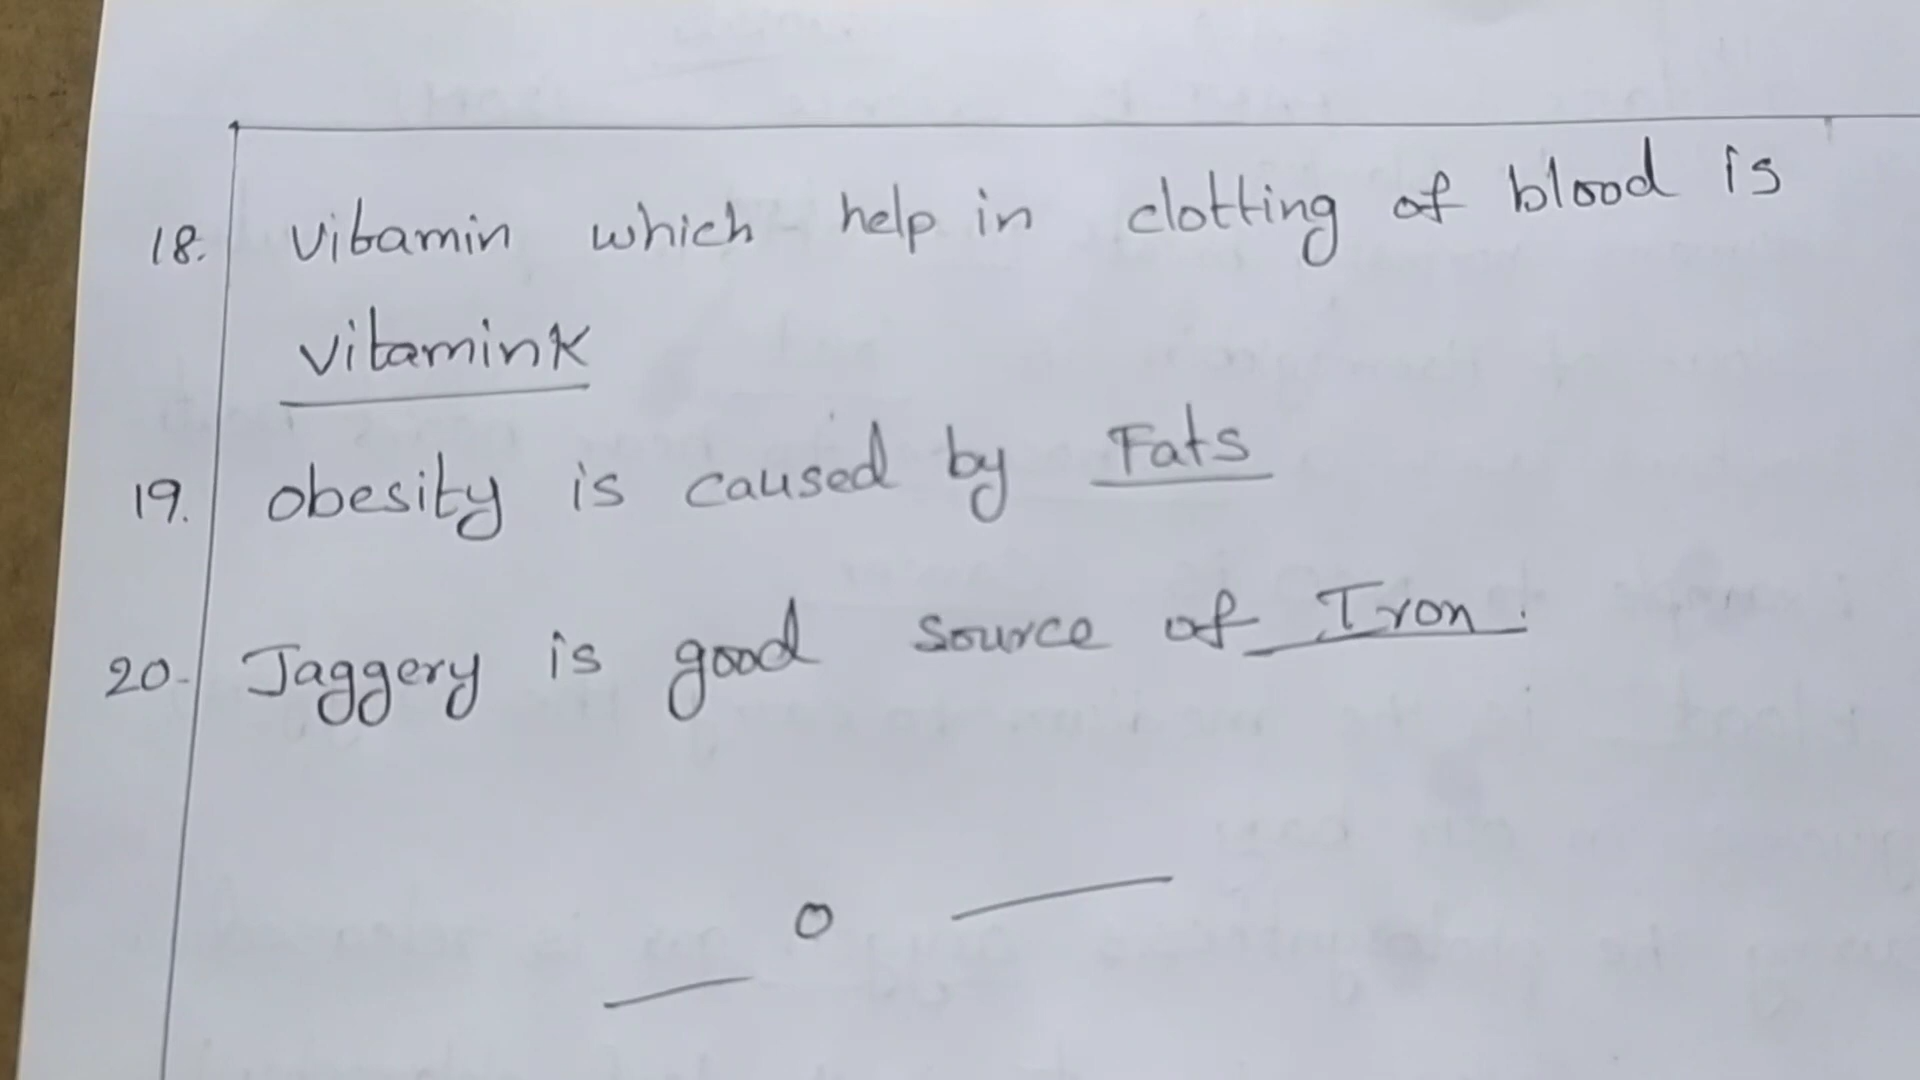 18. vitamin which help in clotting of blood is
vitamink
19. obesity is caused by Fats
20. Jaggery is good source of Iron.